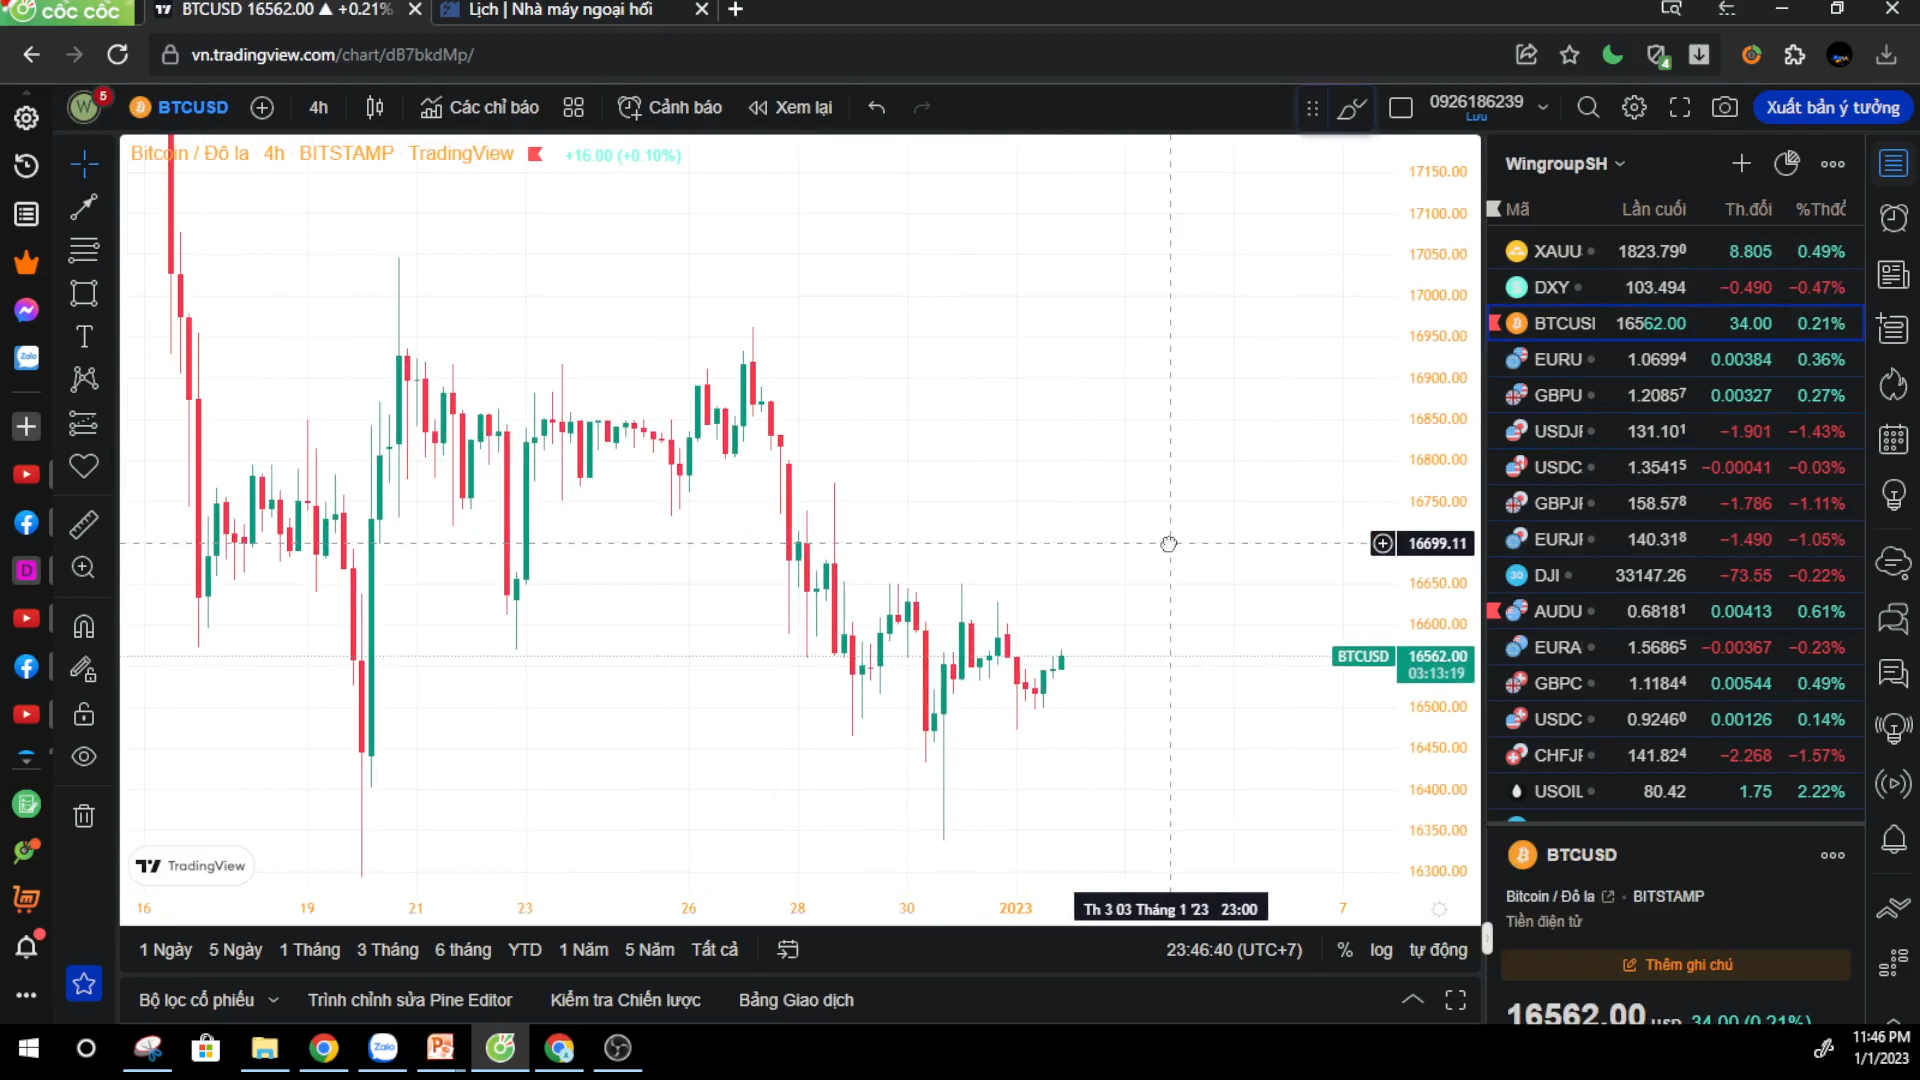 cốc cốc
BTCUSD 16562.00 ▲ +0.21%
Lịch | Nhà máy ngoại hối
vn.tradingview.com/chart/dB7bkdMp/
4
W
5
BTCUSD
4h
Các chỉ báo
Cảnh báo
Xem lại
0926186239
Lưu
Xuất bản ý tưởng
Bitcoin / Đô la · 4h · BITSTAMP · TradingView
+16.00 (+0.10%)
17150.00
17100.00
17050.00
17000.00
16950.00
16900.00
16850.00
16800.00
16750.00
16699.11
16650.00
16600.00
BTCUSD 16562.00
03:13:19
16500.00
16450.00
16400.00
16350.00
16300.00
TradingView
16 19 21 23 26 28 30 2023 Th 3 03 Tháng 1 '23 23:00 7
1 Ngày 5 Ngày 1 Tháng 3 Tháng 6 tháng YTD 1 Năm 5 Năm Tất cả
23:46:40 (UTC+7) % log tự động
Bộ lọc cổ phiếu Trình chỉnh sửa Pine Editor Kiểm tra Chiến lược Bảng Giao dịch
WingroupSH
Mã Lần cuối Th.đổi %Thđổ
XAUU 1823.790 8.805 0.49%
DXY 103.494 −0.490 −0.47%
BTCUSI 16562.00 34.00 0.21%
EURU 1.06994 0.00384 0.36%
GBPU 1.20857 0.00327 0.27%
USDJI 131.101 −1.901 −1.43%
USDC 1.35415 −0.00041 −0.03%
GBPJF 158.578 −1.786 −1.11%
EURJF 140.318 −1.490 −1.05%
30 DJI 33147.26 −73.55 −0.22%
AUDU 0.68181 0.00413 0.61%
EURA 1.56865 −0.00367 −0.23%
GBPC 1.11844 0.00544 0.49%
USDC 0.92460 0.00126 0.14%
CHFJF 141.824 −2.268 −1.57%
USOIL 80.42 1.75 2.22%
BTCUSD
Bitcoin / Đô la · BITSTAMP
Tiền điện tử
Thêm ghi chú
16562.00 USD 34.00 (0.21%)
Zalo
D
Zalo
11:46 PM
1/1/2023